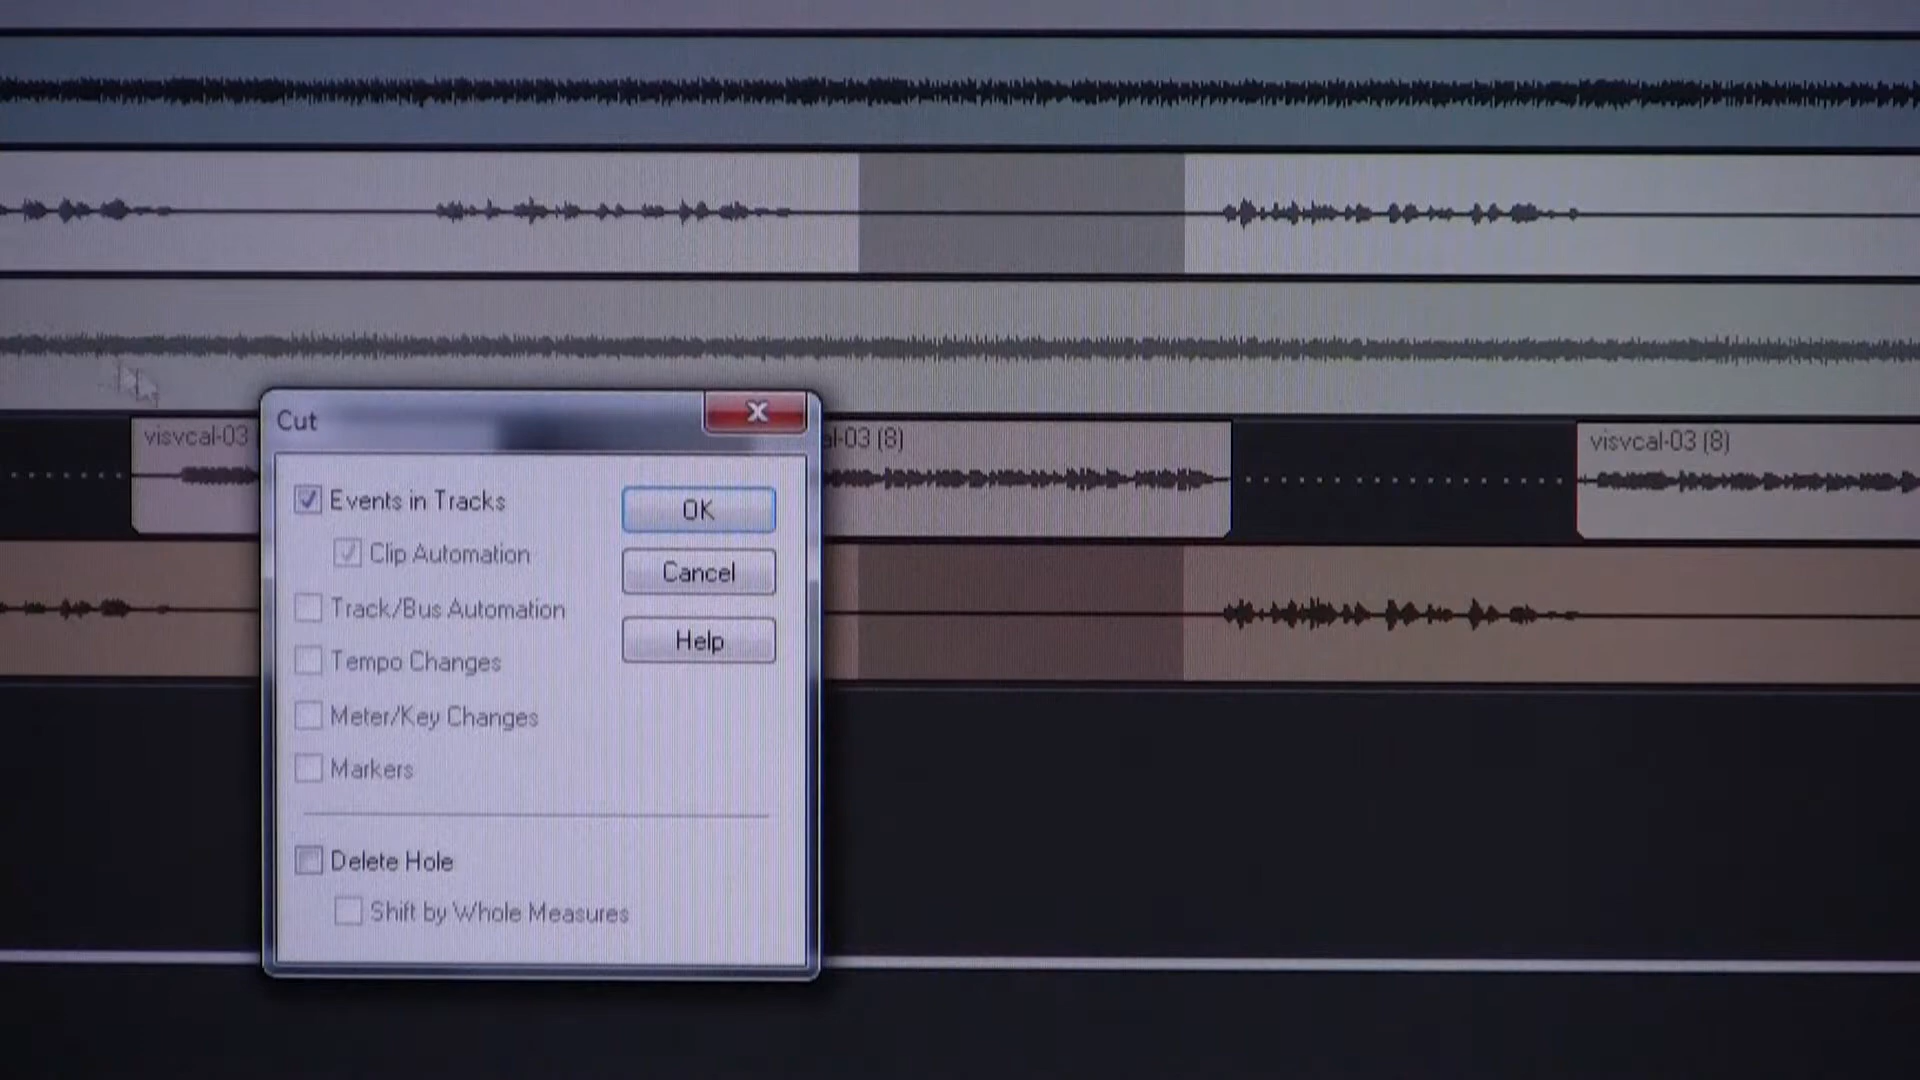 visvcal-03
al-03 (8)
visvcal-03 (8)
Cut
X
Events in Tracks
Clip Automation
Track/Bus Automation
Tempo Changes
Meter/Key Changes
Markers
Delete Hole
Shift by Whole Measures
OK
Cancel
Help